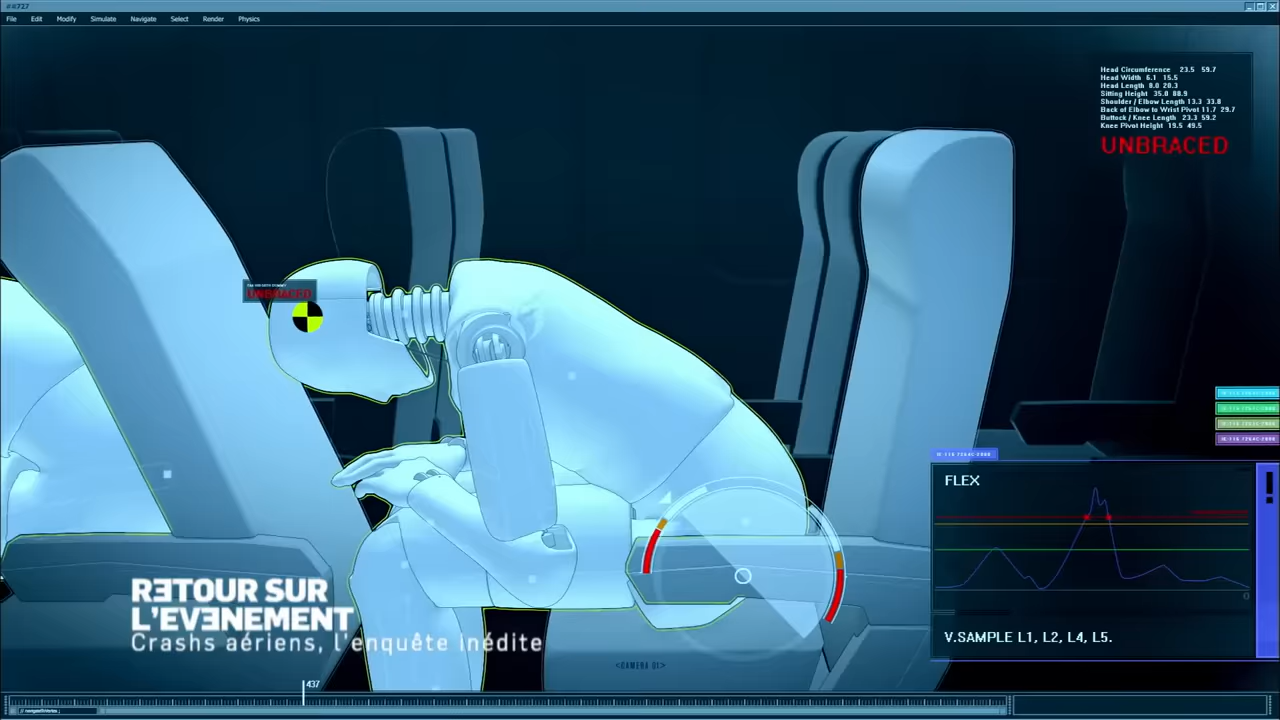 ##727
File Edit Modify Simulate Navigate Select Render Physics
Head Circumference 23.5 59.7
Head Width 6.1 15.5
Head Length 8.0 20.3
Sitting Height 35.0 88.9
Shoulder / Elbow Length 13.3 33.8
Back of Elbow to Wrist Pivot 11.7 29.7
Buttock / Knee Length 23.3 59.2
Knee Pivot Height 19.5 49.5
UNBRACED
UNBRACED
FLEX
V.SAMPLE L1, L2, L4, L5.
RETOUR SUR
L'EVENEMENT
Crashs aériens, l'enquête inédite
<CAMERA 01>
437